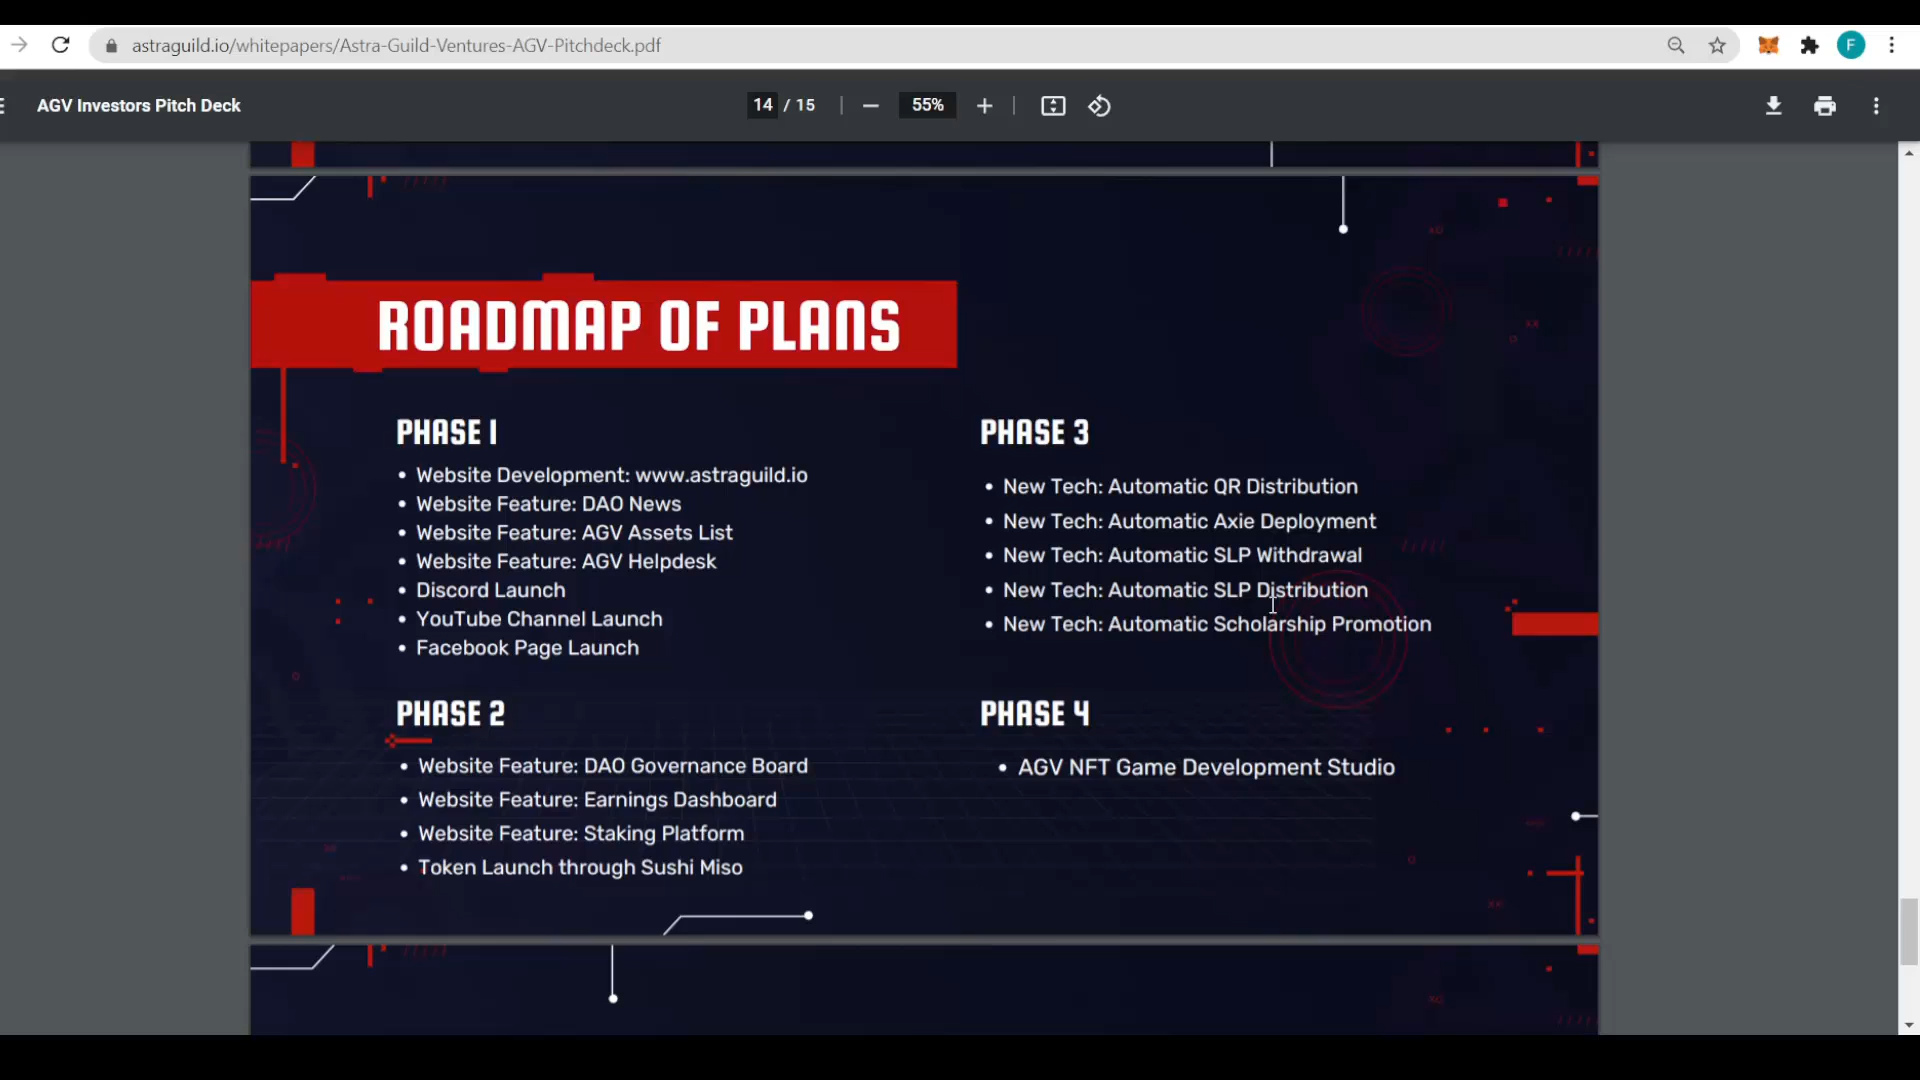 astraguild.io/whitepapers/Astra-Guild-Ventures-AGV-Pitchdeck.pdf
F
AGV Investors Pitch Deck
14 / 15
55%
ROADMAP OF PLANS
PHASE 1
• Website Development: www.astraguild.io
• Website Feature: DAO News
• Website Feature: AGV Assets List
• Website Feature: AGV Helpdesk
• Discord Launch
• YouTube Channel Launch
• Facebook Page Launch
PHASE 2
• Website Feature: DAO Governance Board
• Website Feature: Earnings Dashboard
• Website Feature: Staking Platform
• Token Launch through Sushi Miso
PHASE 3
• New Tech: Automatic QR Distribution
• New Tech: Automatic Axie Deployment
• New Tech: Automatic SLP Withdrawal
• New Tech: Automatic SLP Distribution
• New Tech: Automatic Scholarship Promotion
PHASE 4
• AGV NFT Game Development Studio